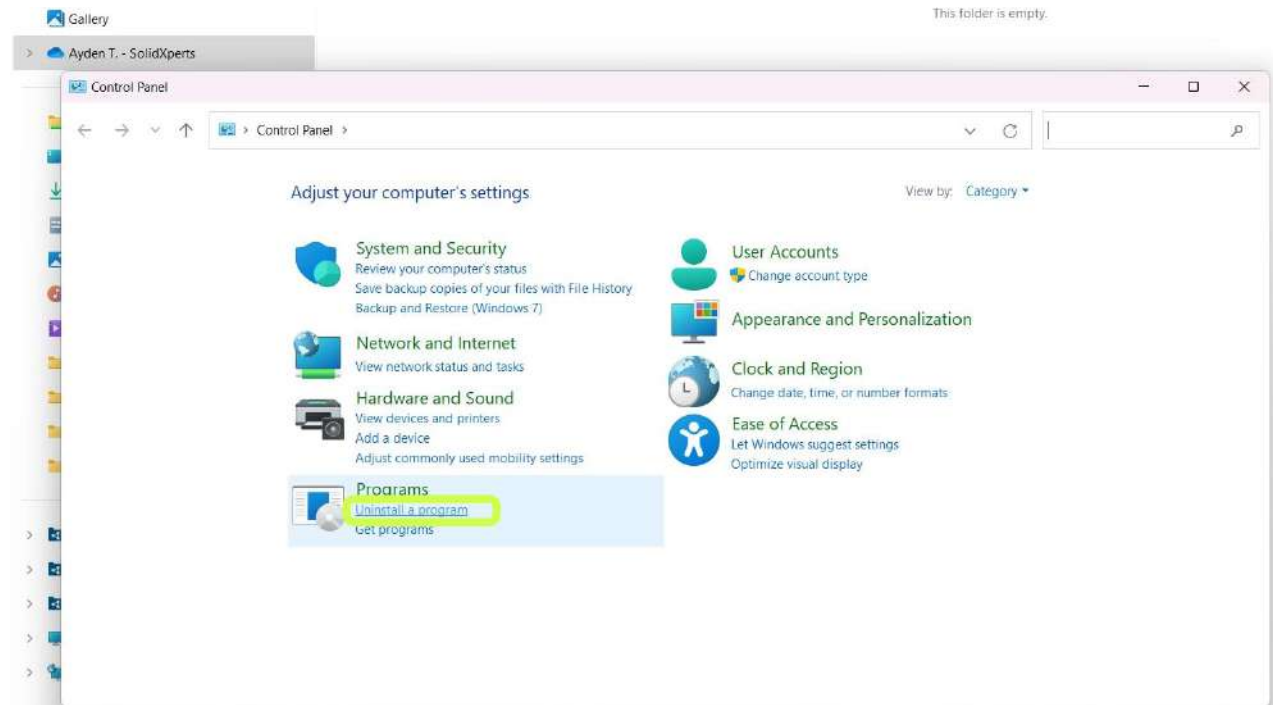 Gallery
This folder is empty.
Ayden T. - SolidXperts
Control Panel
Control Panel
Adjust your computer's settings
View by: Category
System and Security
Review your computer's status
Save backup copies of your files with File History
Backup and Restore (Windows 7)
Network and Internet
View network status and tasks
Hardware and Sound
View devices and printers
Add a device
Adjust commonly used mobility settings
Programs
Uninstall a program
Get programs
User Accounts
Change account type
Appearance and Personalization
Clock and Region
Change date, time, or number formats
Ease of Access
Let Windows suggest settings
Optimize visual display